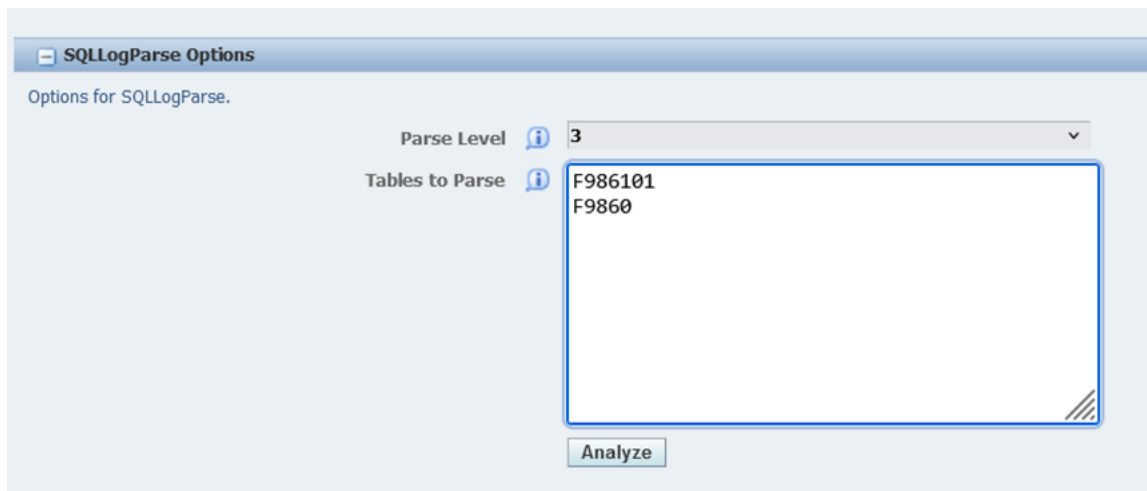 SQLLogParse Options
Options for SQLLogParse.
Parse Level 3
Tables to Parse F986101
F9860
Analyze